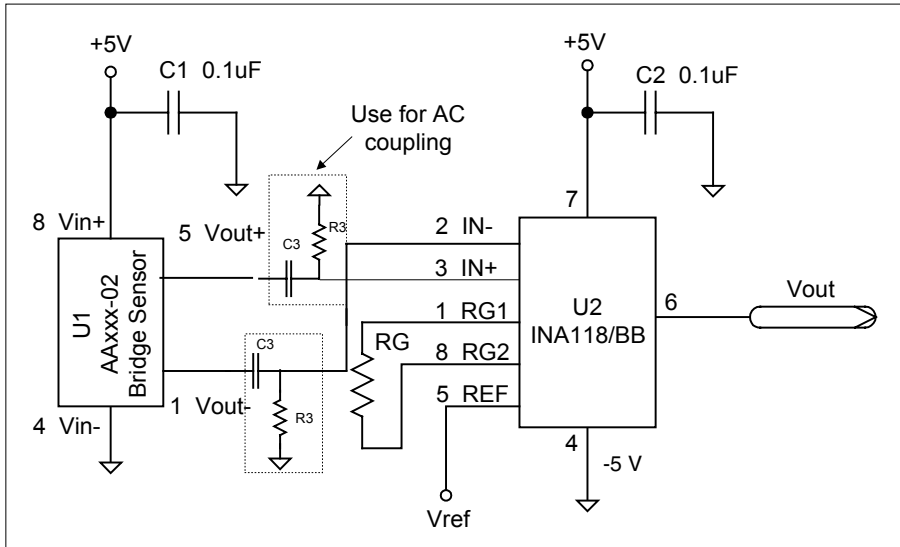 +5V
C1 0.1uF
+5V
C2 0.1uF
Use for AC
coupling
8 Vin+
5 Vout+
R3
C3
7
2 IN-
3 IN+
U1
AAxxx-02
Bridge Sensor
U2
INA118/BB
6
Vout
1 RG1
RG
8 RG2
C3
R3
1 Vout-
4 Vin-
5 REF
4
-5 V
Vref